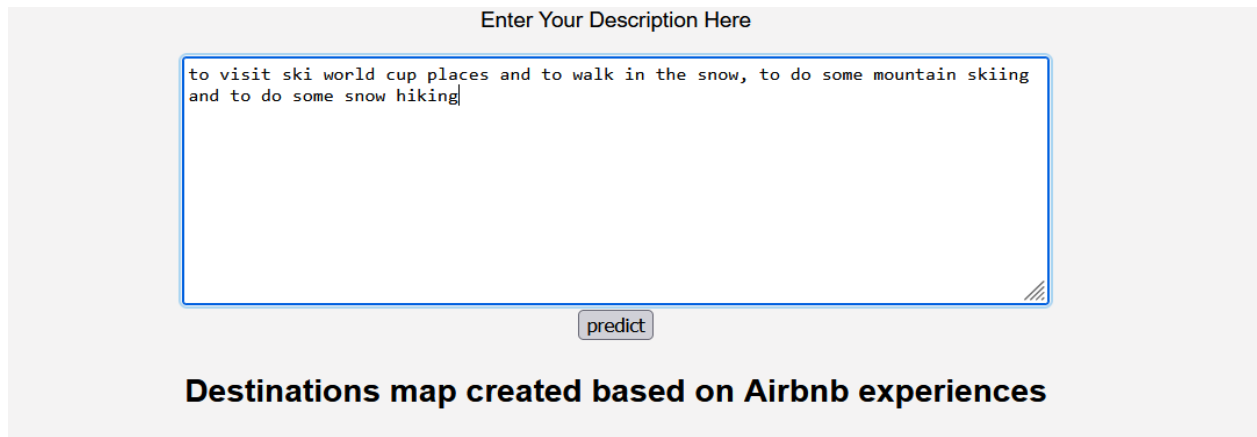 Enter Your Description Here
to visit ski world cup places and to walk in the snow, to do some mountain skiing
and to do some snow hiking
predict
Destinations map created based on Airbnb experiences